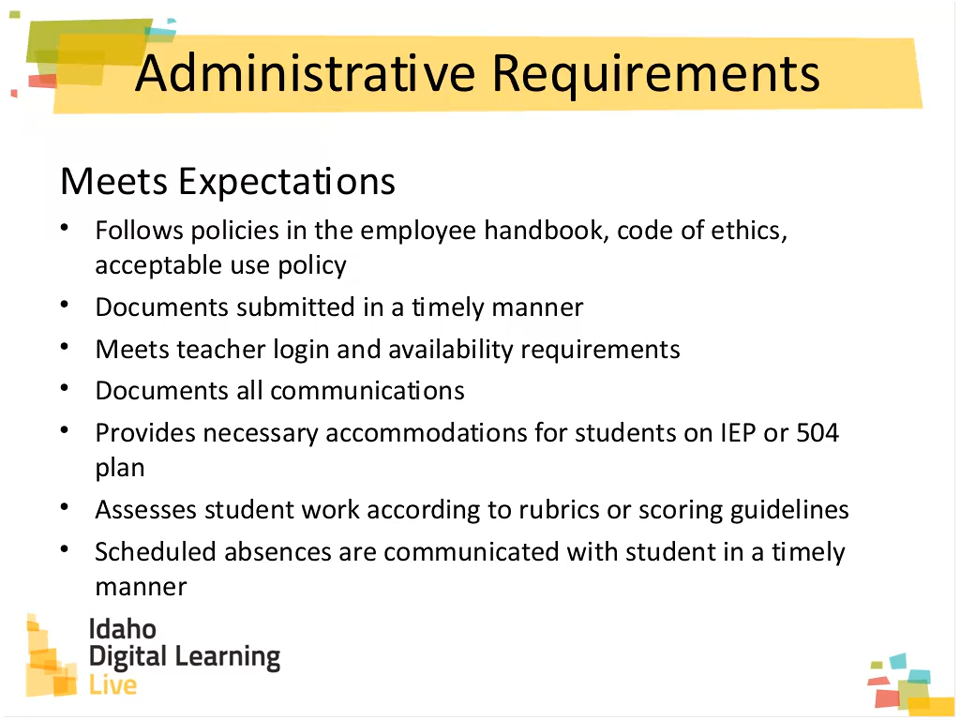 Administrative Requirements
Meets Expectations
• Follows policies in the employee handbook, code of ethics,
acceptable use policy
• Documents submitted in a timely manner
• Meets teacher login and availability requirements
• Documents all communications
• Provides necessary accommodations for students on IEP or 504
plan
• Assesses student work according to rubrics or scoring guidelines
• Scheduled absences are communicated with student in a timely
manner
Idaho
Digital Learning
Live